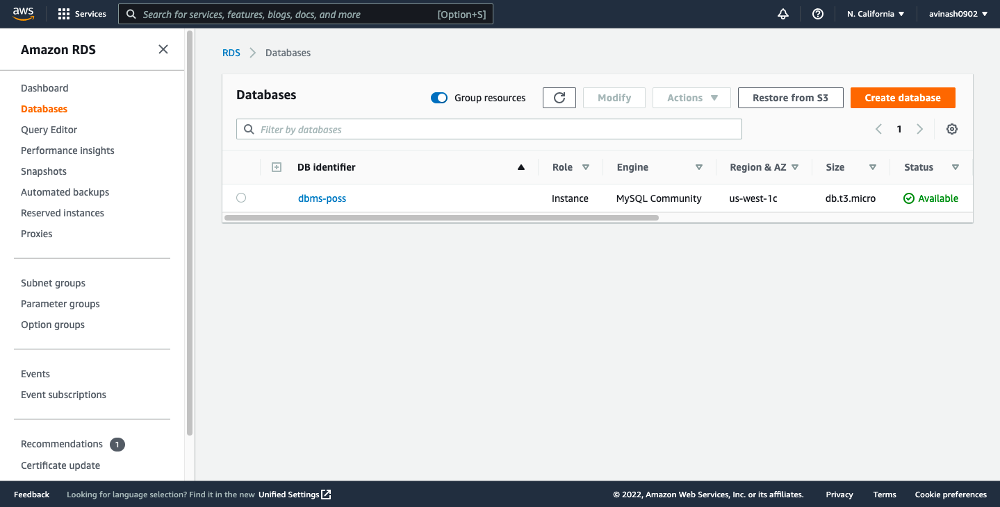 aws
Services
Search for services, features, blogs, docs, and more [Option+S]
N. California
avinash0902
Amazon RDS
Dashboard
Databases
Query Editor
Performance insights
Snapshots
Automated backups
Reserved instances
Proxies
Subnet groups
Parameter groups
Option groups
Events
Event subscriptions
Recommendations 1
Certificate update
RDS Databases
Databases
Group resources
Modify
Actions
Restore from S3
Create database
Filter by databases
1
DB identifier Role Engine Region & AZ Size Status
dbms-poss Instance MySQL Community us-west-1c db.t3.micro Available
Feedback Looking for language selection? Find it in the new Unified Settings © 2022, Amazon Web Services, Inc. or its affiliates. Privacy Terms Cookie preferences